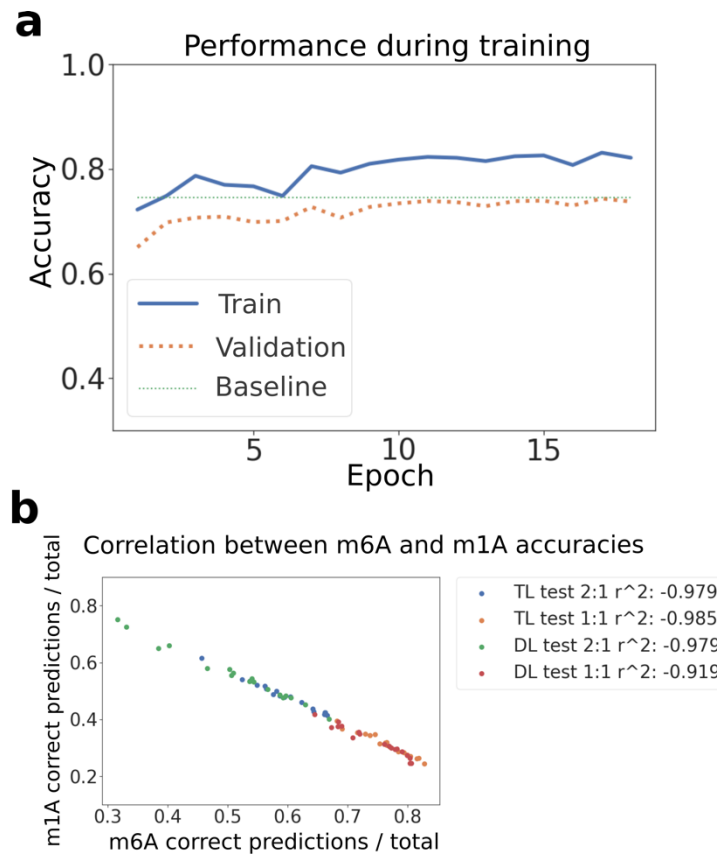 a
Performance during training
1.0
0.8
0.6
0.4
Accuracy
Train
Validation
Baseline
5
10
15
Epoch
b
Correlation between m6A and m1A accuracies
m1A correct predictions / total
0.8
0.6
0.4
0.2
0.3
0.4
0.5
0.6
0.7
0.8
m6A correct predictions / total
TL test 2:1 r^2: -0.979
TL test 1:1 r^2: -0.985
DL test 2:1 r^2: -0.979
DL test 1:1 r^2: -0.919